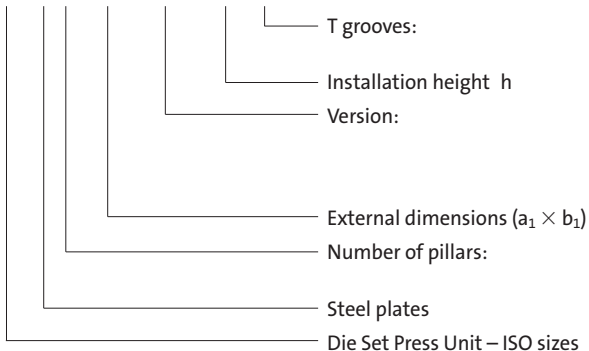 T grooves:
Installation height h
Version:
External dimensions (a₁ × b₁)
Number of pillars:
Steel plates
Die Set Press Unit – ISO sizes